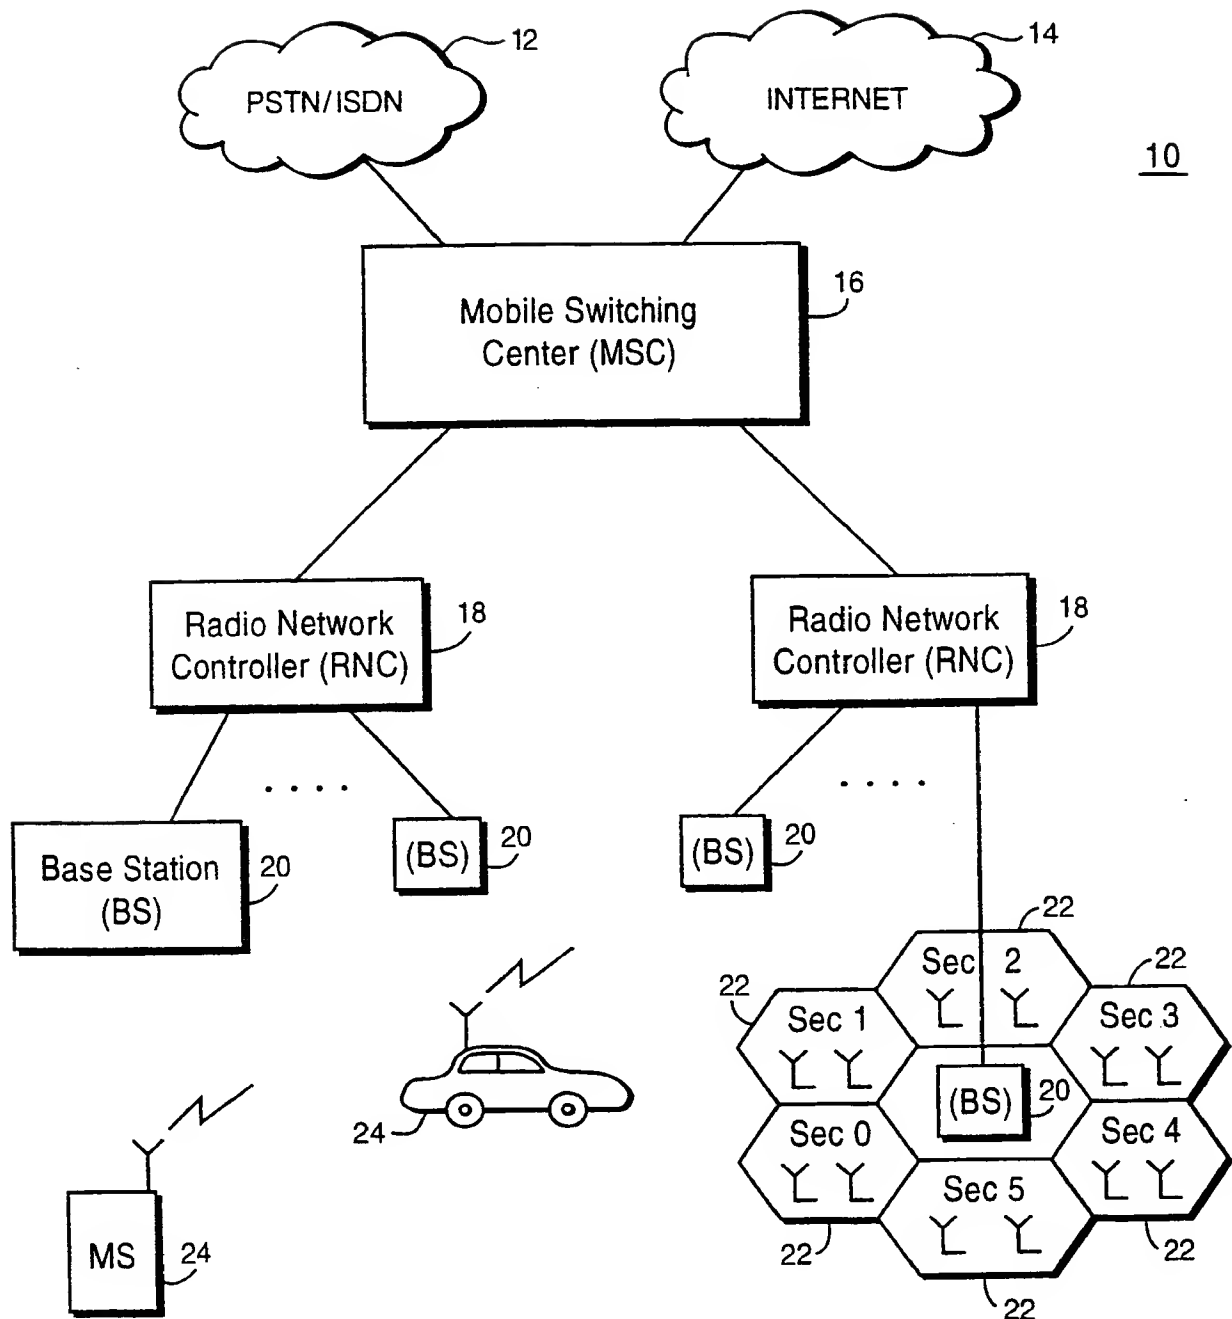 12
14
PSTN/ISDN
INTERNET
10
Mobile Switching
Center (MSC)
16
Radio Network
Controller (RNC)
18
Radio Network
Controller (RNC)
18
Base Station
(BS)
20
(BS)
20
(BS)
20
22
Sec 2
22
22
Sec 1
Sec 3
(BS)
20
Sec 0
Sec 4
Sec 5
22
22
22
24
MS
24